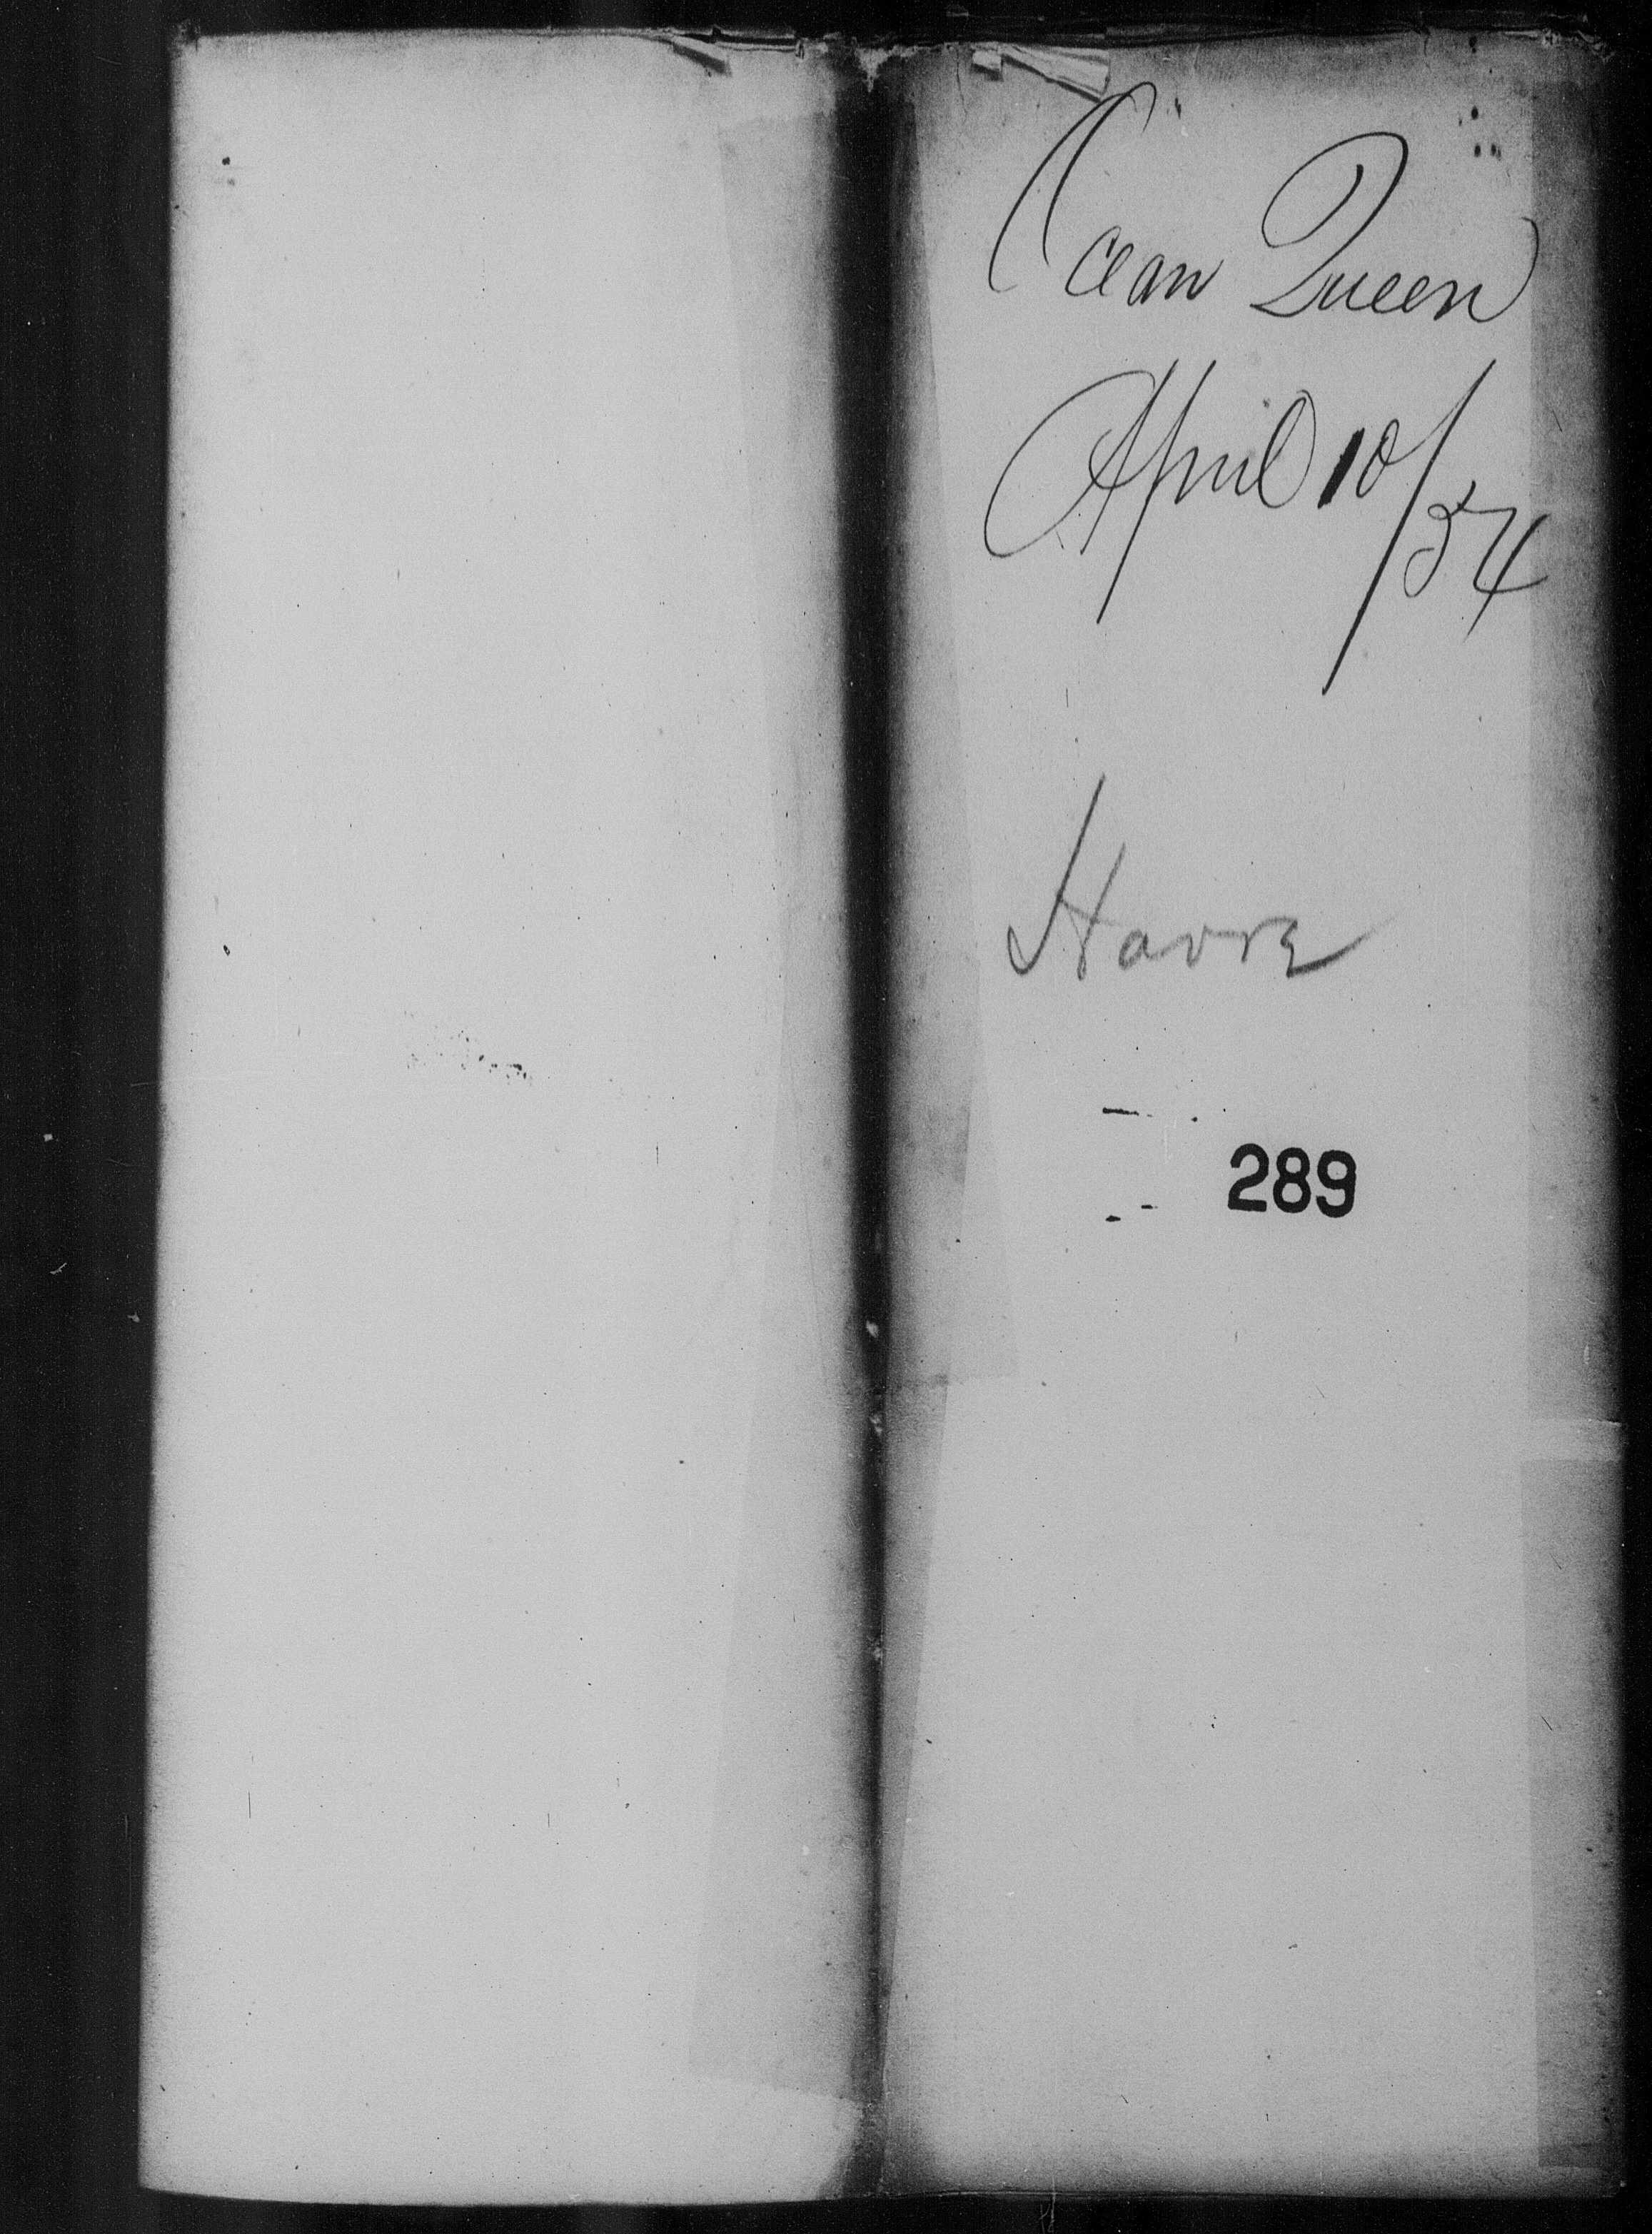 Ocean Queen
April 10/54
Havre
289